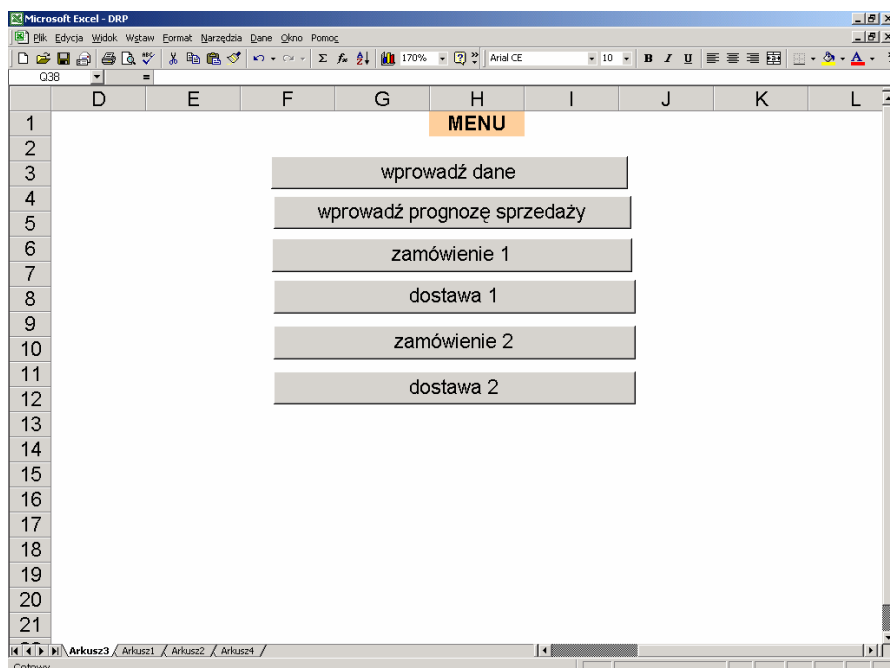 Microsoft Excel - DRP
Plik Edycja Widok Wstaw Format Narzędzia Dane Okno Pomoc
170% Arial CE 10 B I U
Q38 =
D E F G H I J K L
1 MENU
2
3 wprowadź dane
4
5 wprowadź prognozę sprzedaży
6 zamówienie 1
7
8 dostawa 1
9
10 zamówienie 2
11
12 dostawa 2
13
14
15
16
17
18
19
20
21
Arkusz3 Arkusz1 Arkusz2 Arkusz4
Gotowy